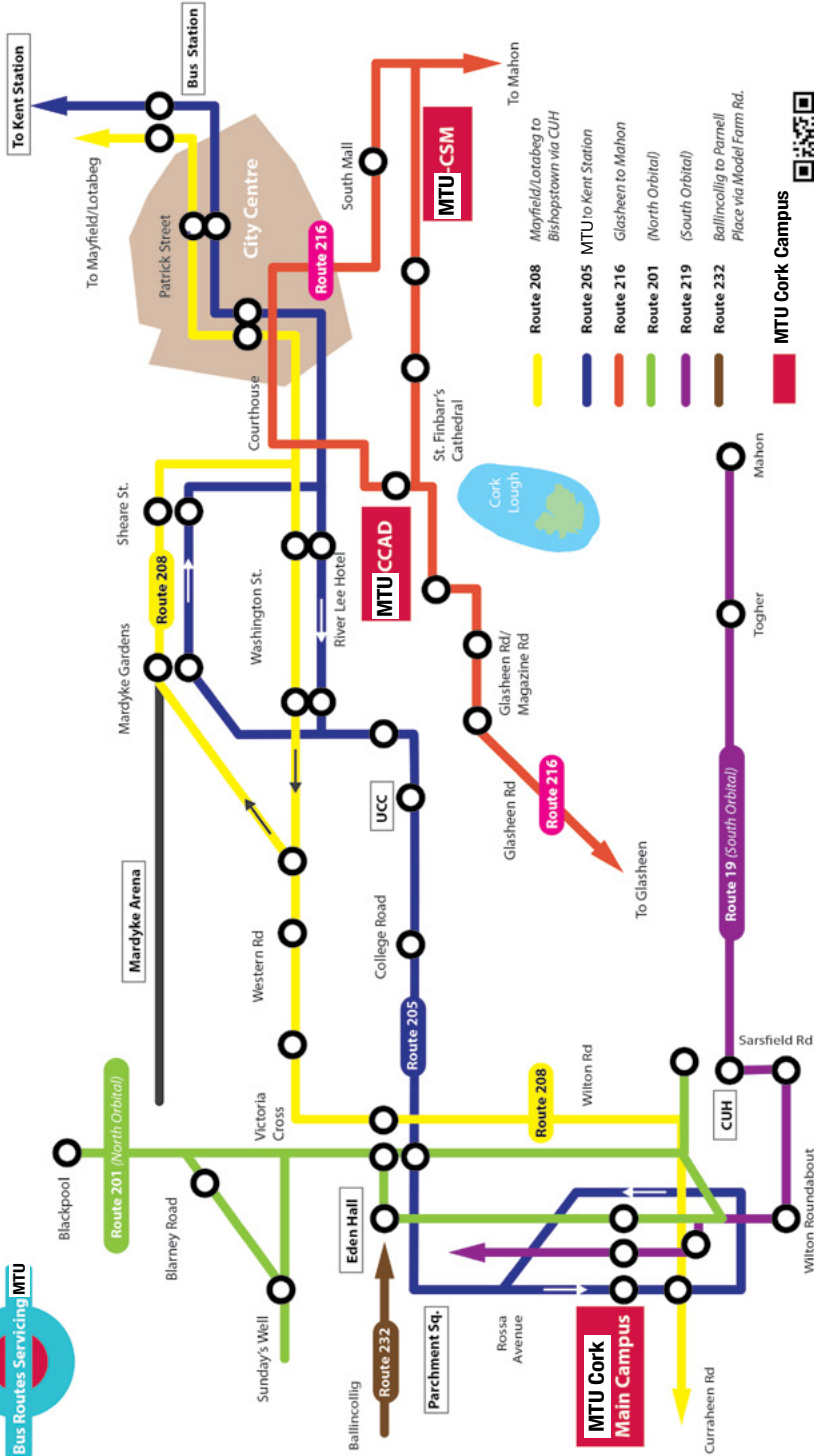 Bus Routes Servicing MTU
Blackpool
Route 201 (North Orbital)
Blarney Road
Sunday's Well
Mardyke Arena
Mardyke Gardens
Route 208
Sheare St.
To Mayfield/Lotabeg
To Kent Station
Bus Station
Patrick Street
City Centre
Courthouse
Washington St.
River Lee Hotel
Western Rd
Victoria
Cross
Route 216
South Mall
MTU-CSM
To Mahon
Ballincollig
Route 232
Eden Hall
Parchment Sq.
Route 205
College Road
UCC
MTU CCAD
St. Finbarr's
Cathedral
Cork
Lough
Glasheen Rd/
Magazine Rd
Glasheen Rd
Route 216
To Glasheen
Rossa
Avenue
Route 208
Wilton Rd
MTU Cork
Main Campus
Curraheen Rd
CUH
Sarsfield Rd
Wilton Roundabout
Route 19 (South Orbital)
Togher
Mahon
Route 208 Mayfield/Lotabeg to
Bishopstown via CUH
Route 205 MTU to Kent Station
Route 216 Glasheen to Mahon
Route 201 (North Orbital)
Route 219 (South Orbital)
Route 232 Ballincollig to Parnell
Place via Model Farm Rd.
MTU Cork Campus